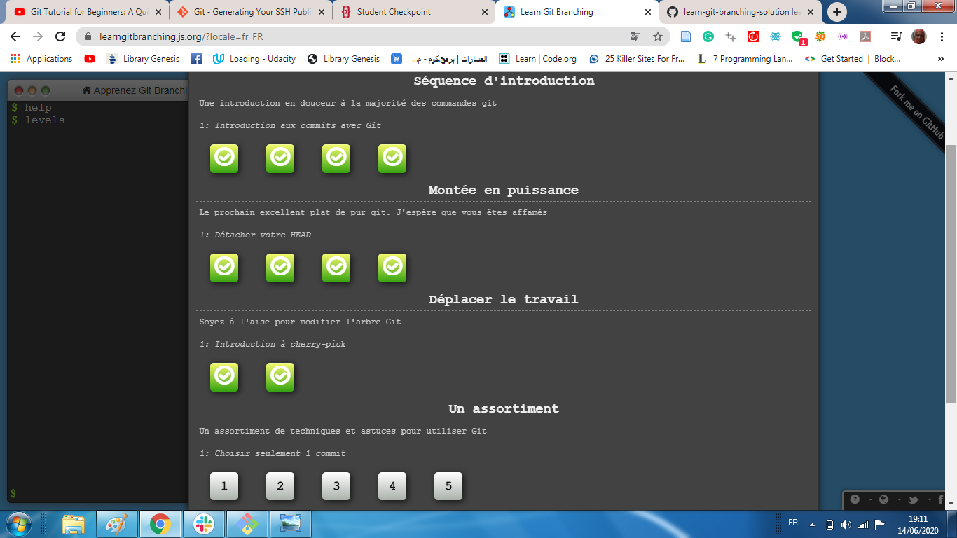 Git Tutorial for Beginners: A Qui
Git - Generating Your SSH Publi
Student Checkpoint
Learn Git Branching
learn-git-branching-solution le
learngitbranching.js.org/?locale=fr_FR
Applications
Library Genesis
Loading - Udacity
Library Genesis
Learn | Code.org
25 Killer Sites For Fr...
7 Programming Lan...
Get Started | Block...
Apprenez Git Branch
$ help
$ levels
$
Fork me on GitHub
Séquence d'introduction
Une introduction en douceur à la majorité des commandes git
1: Introduction aux commits avec Git
Montée en puissance
Le prochain excellent plat de pur git. J'espère que vous êtes affamés
1: Détacher votre HEAD
Déplacer le travail
Soyez à l'aise pour modifier l'arbre Git
1: Introduction à cherry-pick
Un assortiment
Un assortiment de techniques et astuces pour utiliser Git
1: Choisir seulement 1 commit
1 2 3 4 5
FR
19:11
14/06/2020